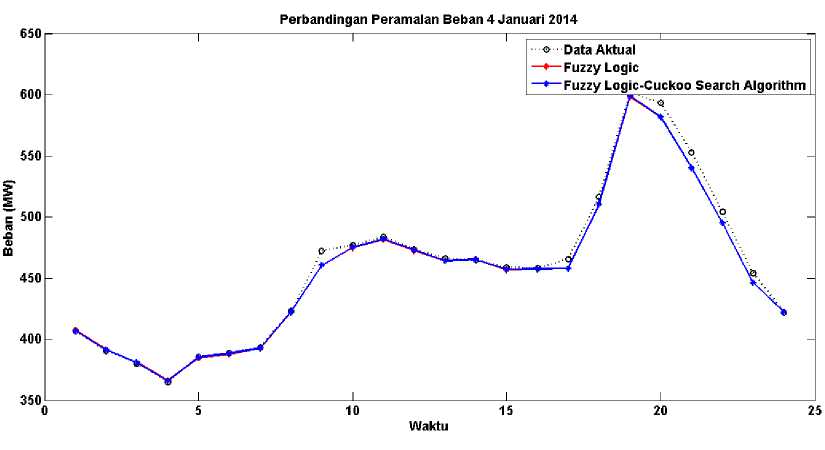 Perbandingan Peramalan Beban 4 Januari 2014
650
600
550
500
450
400
350
Beban (MW)
Data Aktual
Fuzzy Logic
Fuzzy Logic-Cuckoo Search Algorithm
0 5 10 15 20 25
Waktu